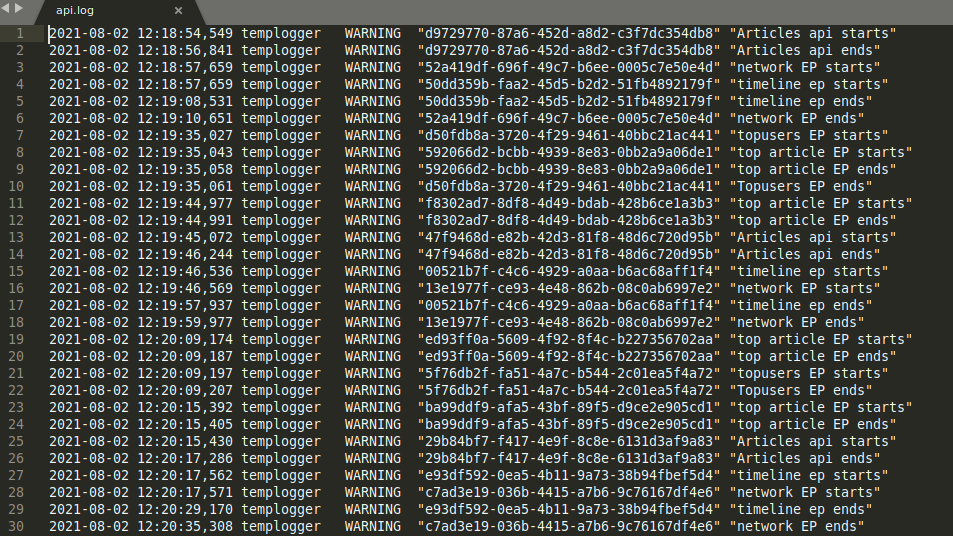 api.log
1 2021-08-02 12:18:54,549 templogger WARNING "d9729770-87a6-452d-a8d2-c3f7dc354db8" "Articles api starts"
2 2021-08-02 12:18:56,841 templogger WARNING "d9729770-87a6-452d-a8d2-c3f7dc354db8" "Articles api ends"
3 2021-08-02 12:18:57,659 templogger WARNING "52a419df-696f-49c7-b6ee-0005c7e50e4d" "network EP starts"
4 2021-08-02 12:18:57,659 templogger WARNING "50dd359b-faa2-45d5-b2d2-51fb4892179f" "timeline ep starts"
5 2021-08-02 12:19:08,531 templogger WARNING "50dd359b-faa2-45d5-b2d2-51fb4892179f" "timeline ep ends"
6 2021-08-02 12:19:10,651 templogger WARNING "52a419df-696f-49c7-b6ee-0005c7e50e4d" "network EP ends"
7 2021-08-02 12:19:35,027 templogger WARNING "d50fdb8a-3720-4f29-9461-40bbc21ac441" "topusers EP starts"
8 2021-08-02 12:19:35,043 templogger WARNING "592066d2-bcbb-4939-8e83-0bb2a9a06de1" "top article EP starts"
9 2021-08-02 12:19:35,058 templogger WARNING "592066d2-bcbb-4939-8e83-0bb2a9a06de1" "top article EP ends"
10 2021-08-02 12:19:35,061 templogger WARNING "d50fdb8a-3720-4f29-9461-40bbc21ac441" "Topusers EP ends"
11 2021-08-02 12:19:44,977 templogger WARNING "f8302ad7-8df8-4d49-bdab-428b6ce1a3b3" "top article EP starts"
12 2021-08-02 12:19:44,991 templogger WARNING "f8302ad7-8df8-4d49-bdab-428b6ce1a3b3" "top article EP ends"
13 2021-08-02 12:19:45,072 templogger WARNING "47f9468d-e82b-42d3-81f8-48d6c720d95b" "Articles api starts"
14 2021-08-02 12:19:46,244 templogger WARNING "47f9468d-e82b-42d3-81f8-48d6c720d95b" "Articles api ends"
15 2021-08-02 12:19:46,536 templogger WARNING "00521b7f-c4c6-4929-a0aa-b6ac68aff1f4" "timeline ep starts"
16 2021-08-02 12:19:46,569 templogger WARNING "13e1977f-ce93-4e48-862b-08c0ab6997e2" "network EP starts"
17 2021-08-02 12:19:57,937 templogger WARNING "00521b7f-c4c6-4929-a0aa-b6ac68aff1f4" "timeline ep ends"
18 2021-08-02 12:19:59,977 templogger WARNING "13e1977f-ce93-4e48-862b-08c0ab6997e2" "network EP ends"
19 2021-08-02 12:20:09,174 templogger WARNING "ed93ff0a-5609-4f92-8f4c-b227356702aa" "top article EP starts"
20 2021-08-02 12:20:09,187 templogger WARNING "ed93ff0a-5609-4f92-8f4c-b227356702aa" "top article EP ends"
21 2021-08-02 12:20:09,197 templogger WARNING "5f76db2f-fa51-4a7c-b544-2c01ea5f4a72" "topusers EP starts"
22 2021-08-02 12:20:09,207 templogger WARNING "5f76db2f-fa51-4a7c-b544-2c01ea5f4a72" "Topusers EP ends"
23 2021-08-02 12:20:15,392 templogger WARNING "ba99ddf9-afa5-43bf-89f5-d9ce2e905cd1" "top article EP starts"
24 2021-08-02 12:20:15,405 templogger WARNING "ba99ddf9-afa5-43bf-89f5-d9ce2e905cd1" "top article EP ends"
25 2021-08-02 12:20:15,430 templogger WARNING "29b84bf7-f417-4e9f-8c8e-6131d3af9a83" "Articles api starts"
26 2021-08-02 12:20:17,286 templogger WARNING "29b84bf7-f417-4e9f-8c8e-6131d3af9a83" "Articles api ends"
27 2021-08-02 12:20:17,562 templogger WARNING "e93df592-0ea5-4b11-9a73-38b94fbef5d4" "timeline ep starts"
28 2021-08-02 12:20:17,571 templogger WARNING "c7ad3e19-036b-4415-a7b6-9c76167df4e6" "network EP starts"
29 2021-08-02 12:20:29,170 templogger WARNING "e93df592-0ea5-4b11-9a73-38b94fbef5d4" "timeline ep ends"
30 2021-08-02 12:20:35,308 templogger WARNING "c7ad3e19-036b-4415-a7b6-9c76167df4e6" "network EP ends"